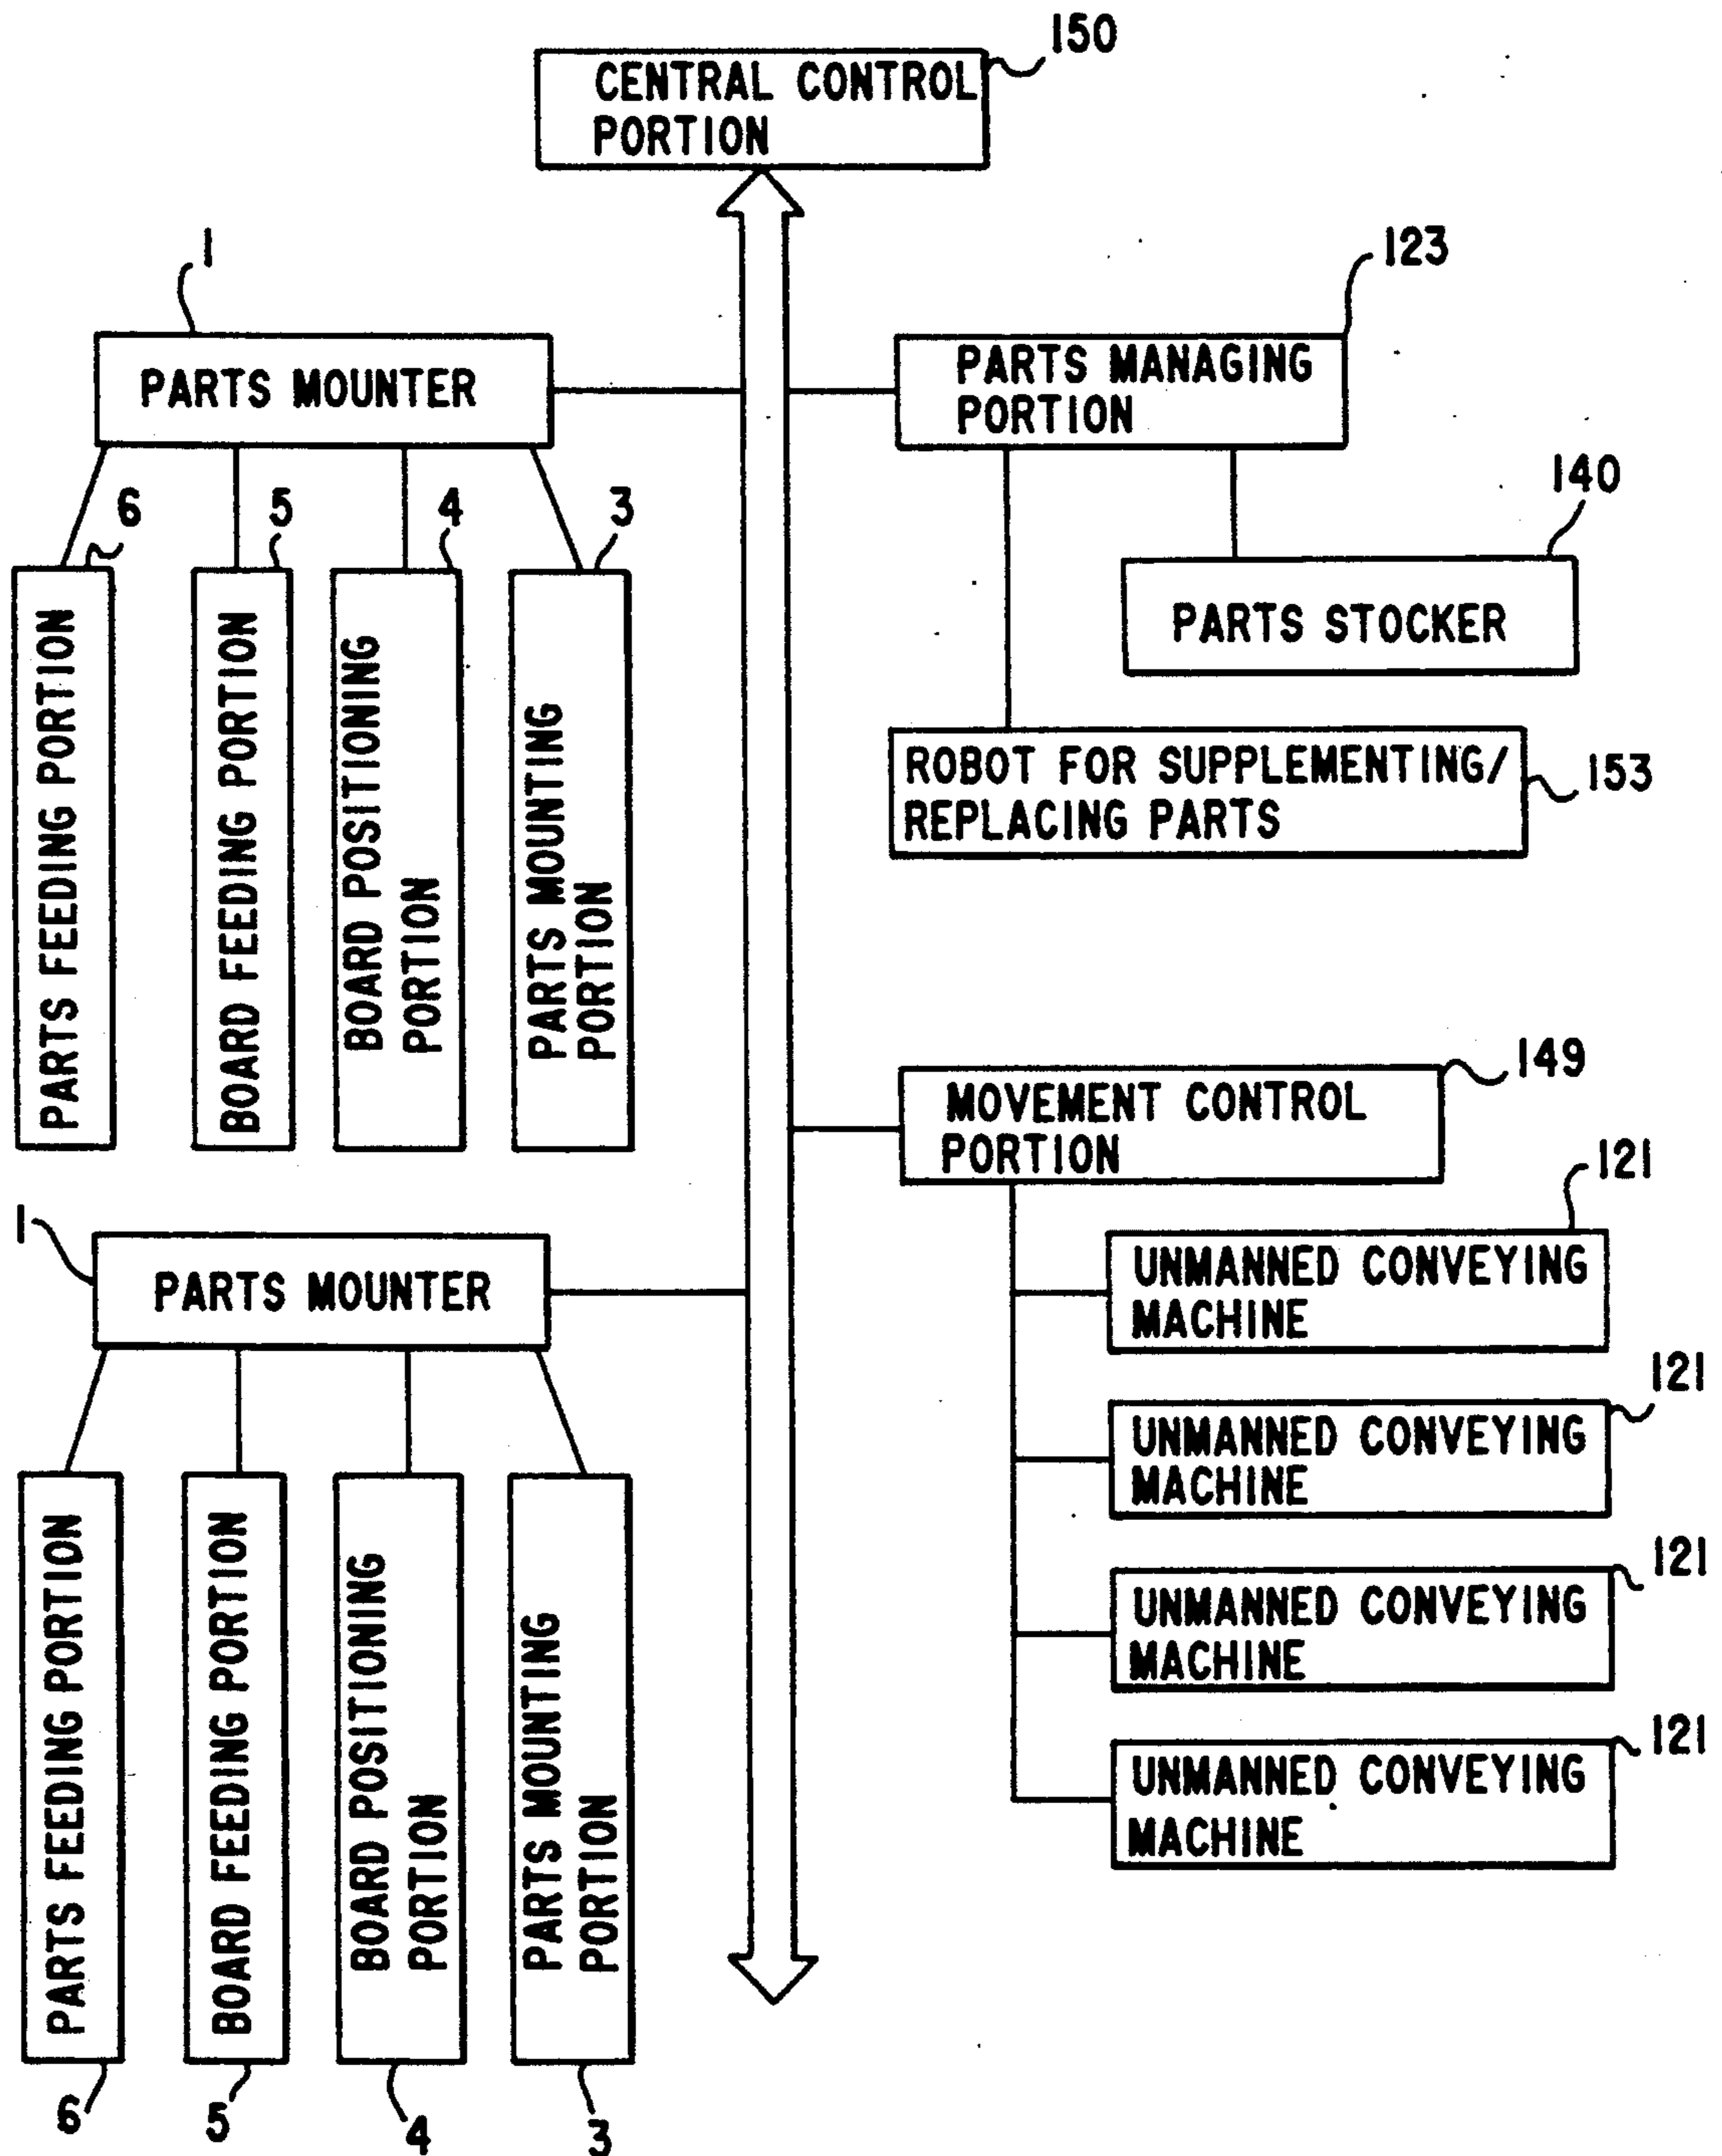 150
CENTRAL CONTROL
PORTION
1
PARTS MOUNTER
123
PARTS MANAGING
PORTION
6
5
4
3
PARTS FEEDING PORTION
BOARD FEEDING PORTION
BOARD POSITIONING
PORTION
PARTS MOUNTING
PORTION
140
PARTS STOCKER
ROBOT FOR SUPPLEMENTING/
REPLACING PARTS
153
149
MOVEMENT CONTROL
PORTION
1
PARTS MOUNTER
PARTS FEEDING PORTION
BOARD FEEDING PORTION
BOARD POSITIONING
PORTION
PARTS MOUNTING
PORTION
6
5
4
3
121
UNMANNED CONVEYING
MACHINE
121
UNMANNED CONVEYING
MACHINE
121
UNMANNED CONVEYING
MACHINE
121
UNMANNED CONVEYING
MACHINE